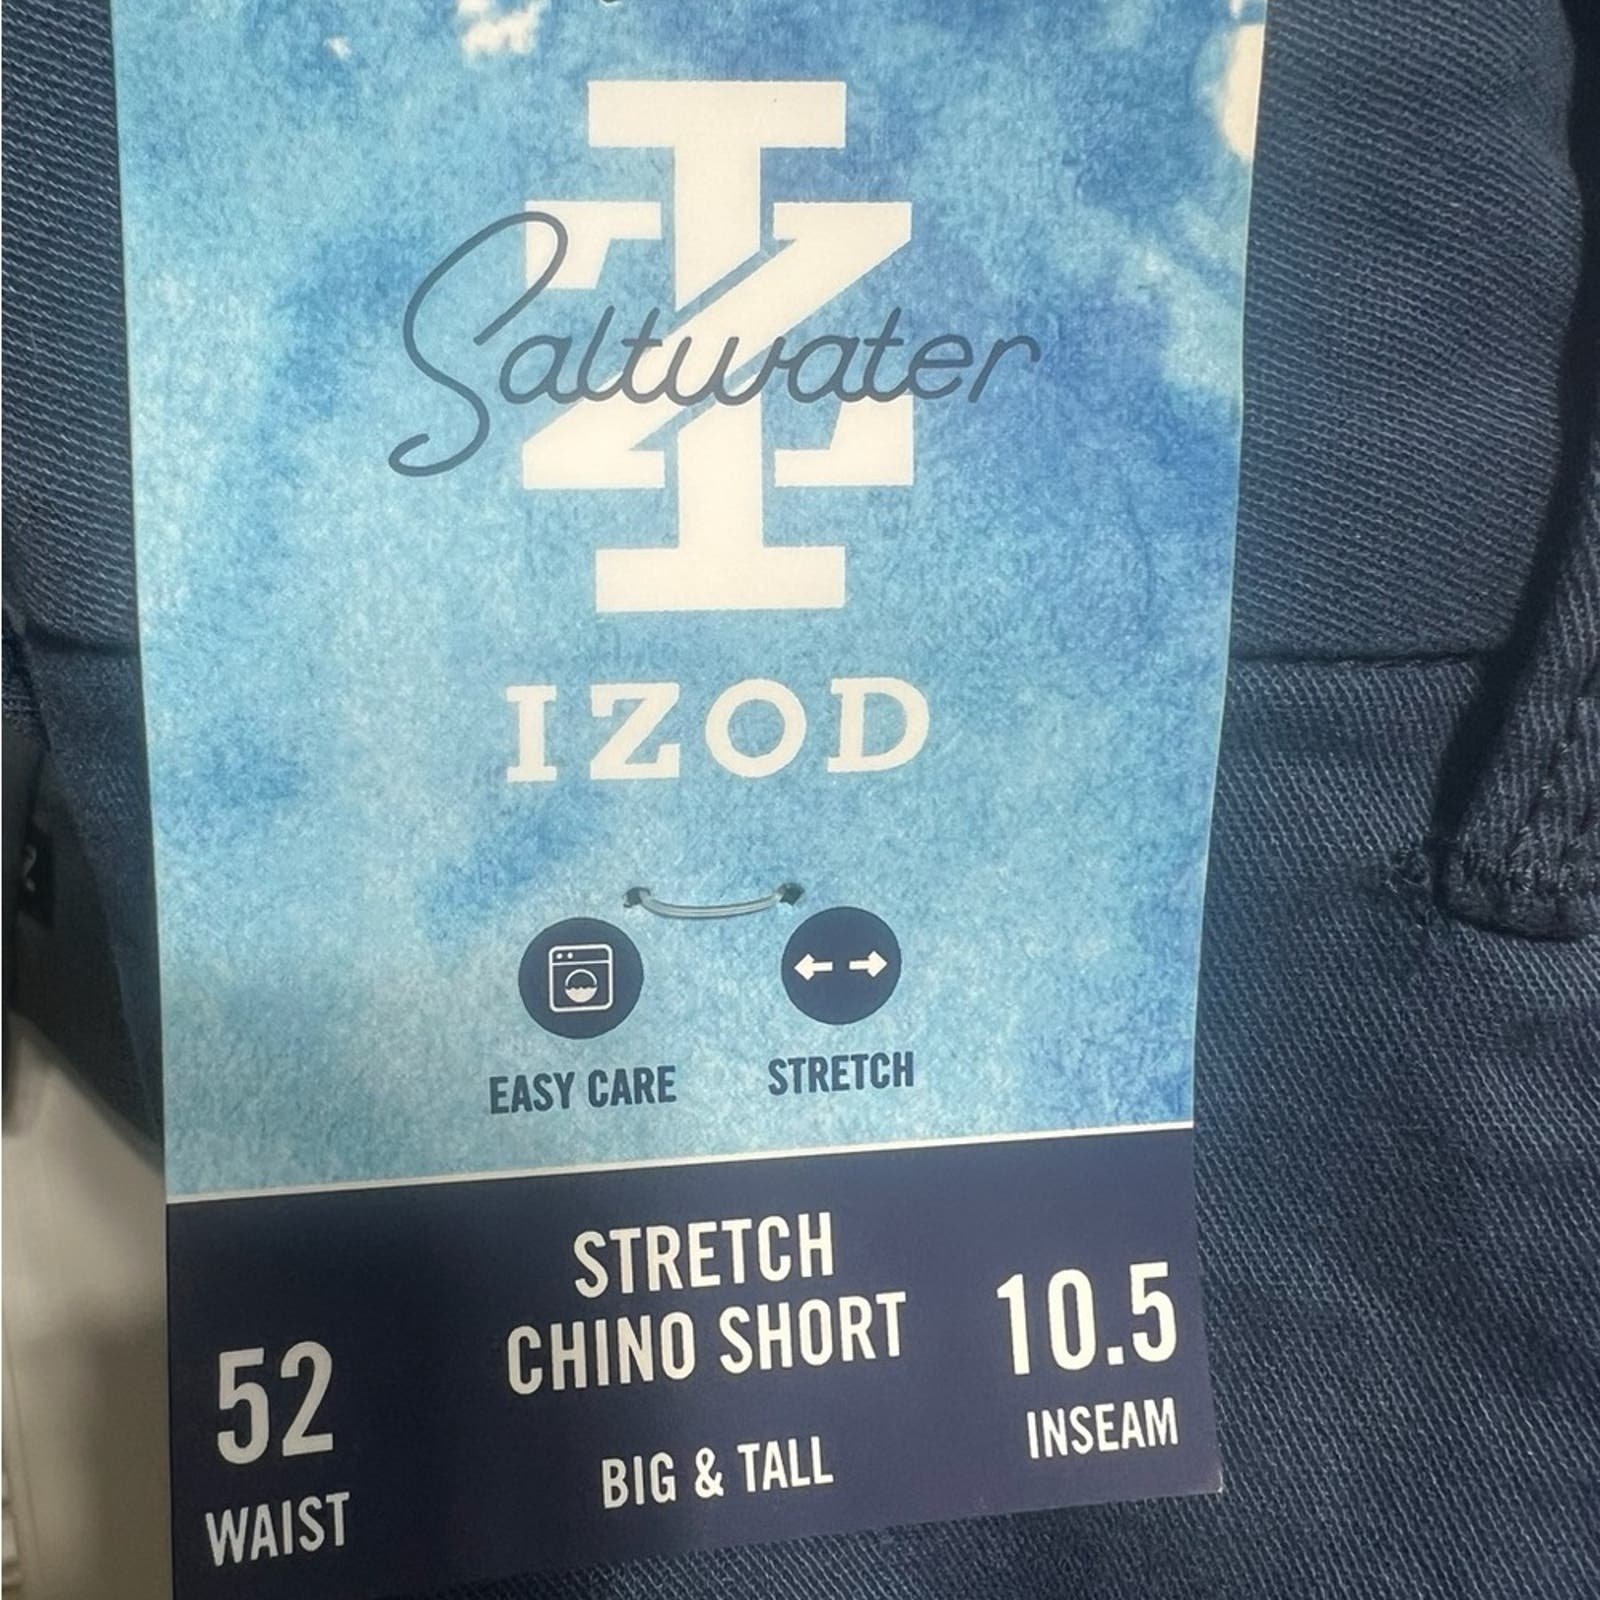 Saltwater
IZOD
EASY CARE
STRETCH
STRETCH
CHINO SHORT
BIG & TALL
52
WAIST
10.5
INSEAM